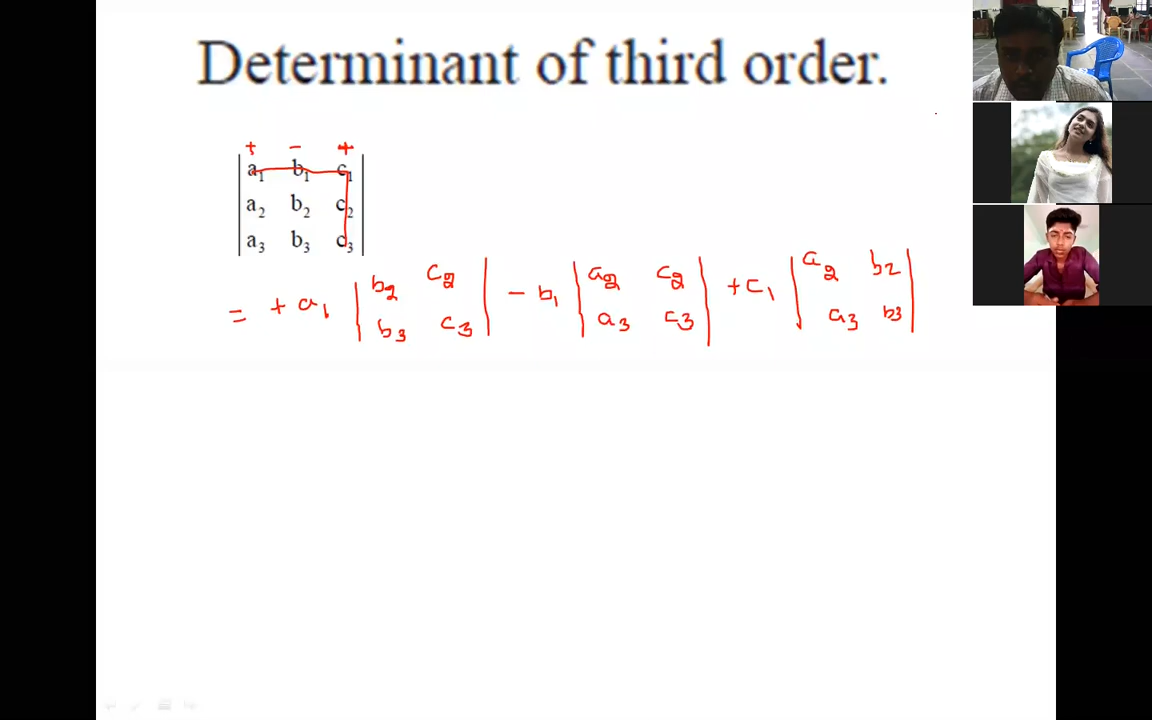 Determinant of third order.
+ - +
a₁ b₁ c₁
a₂ b₂ c₂
a₃ b₃ c₃
= + a₁ | b₂ c₂ | - b₁ | a₂ c₂ | + c₁ | a₂ b₂ |
| b₃ c₃ | | a₃ c₃ | | a₃ b₃ |